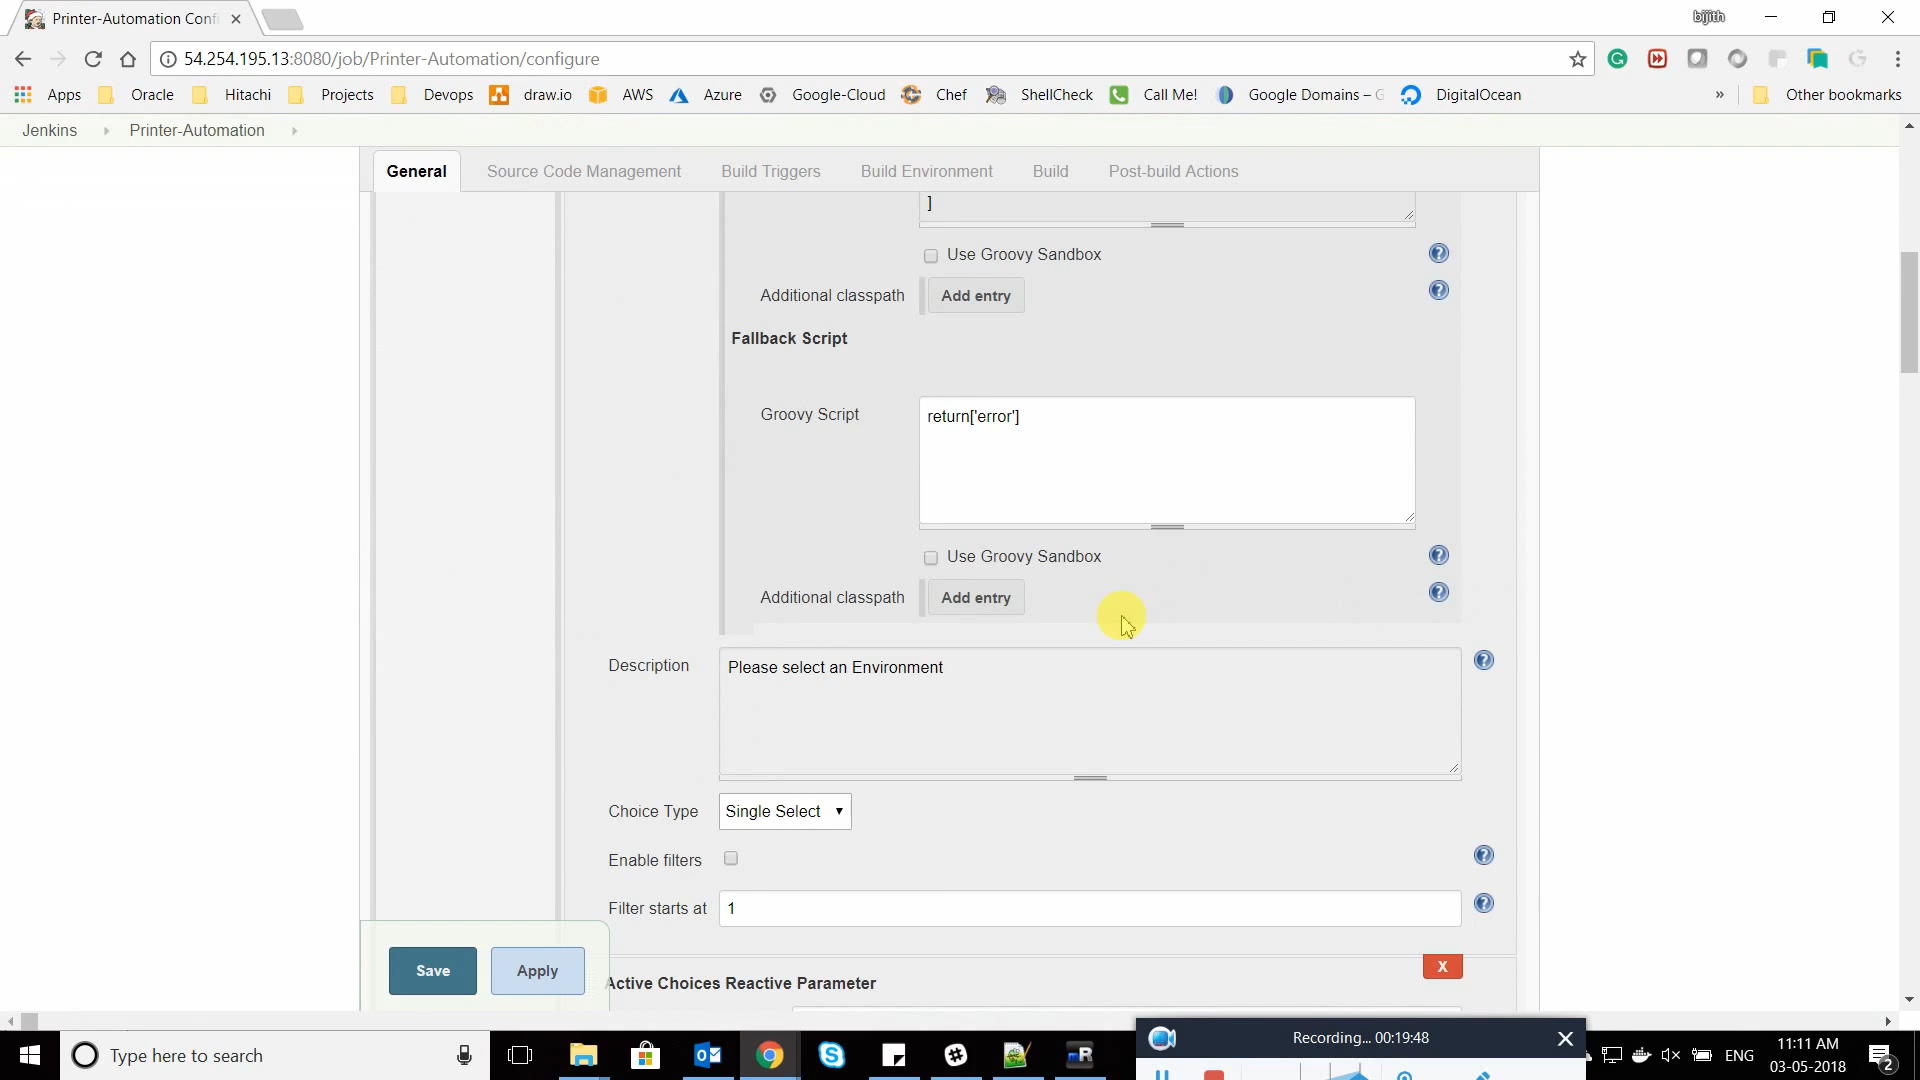 Printer-Automation Confi
bijith
54.254.195.13:8080/job/Printer-Automation/configure
Apps Oracle Hitachi Projects Devops draw.io AWS Azure Google-Cloud Chef ShellCheck Call Me! Google Domains – G DigitalOcean » Other bookmarks
Jenkins Printer-Automation
General Source Code Management Build Triggers Build Environment Build Post-build Actions
]
Use Groovy Sandbox
Additional classpath Add entry
Fallback Script
Groovy Script return['error']
Use Groovy Sandbox
Additional classpath Add entry
Description Please select an Environment
Choice Type Single Select
Enable filters
Filter starts at 1
Save Apply
X
Active Choices Reactive Parameter
Type here to search
Recording... 00:19:48
ENG
11:11 AM
03-05-2018
2